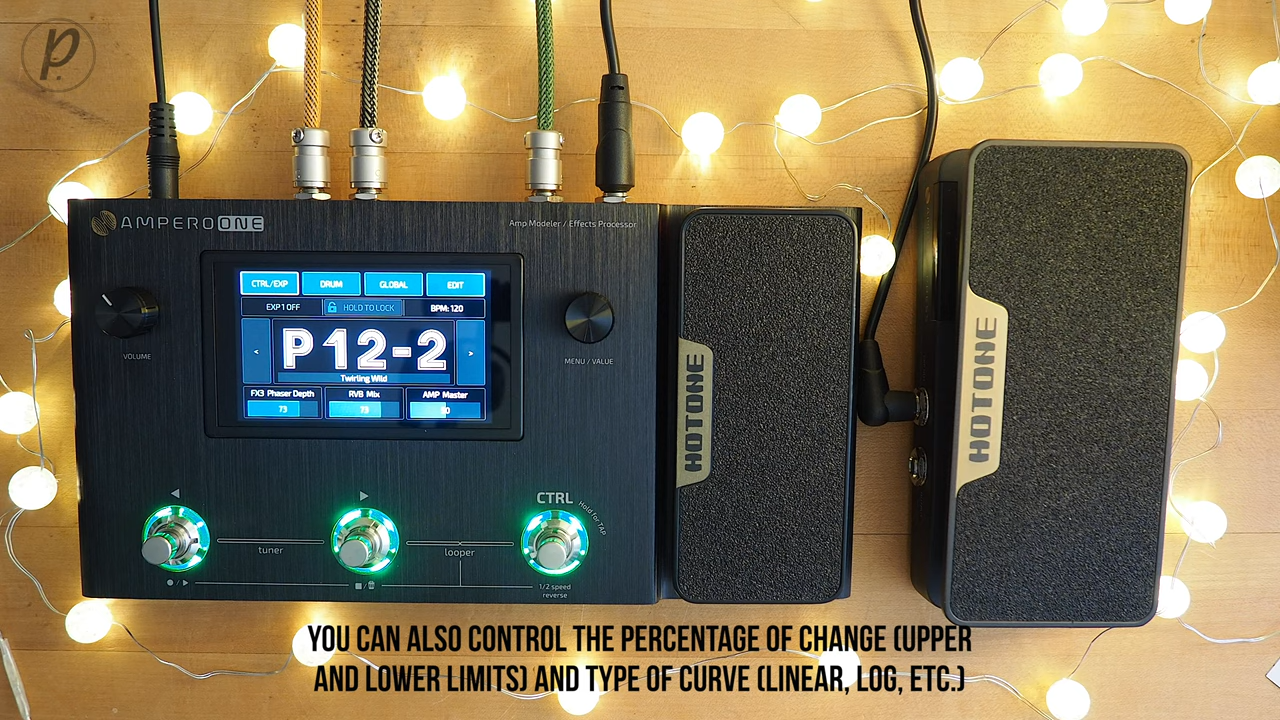 p.
AMPERO ONE
Amp Modeler / Effects Processor
CTRL/EXP DRUM GLOBAL EDIT
EXP 1 OFF HOLD TO LOCK BPM: 120
< P12-2 >
Twirling Wild
FX3 Phaser Depth RVB Mix AMP Master
73 73
VOLUME
MENU / VALUE
HOTONE
HOTONE
CTRL
Hold for TAP
tuner
looper
1/2 speed
reverse
YOU CAN ALSO CONTROL THE PERCENTAGE OF CHANGE (UPPER
AND LOWER LIMITS) AND TYPE OF CURVE (LINEAR, LOG, ETC.)